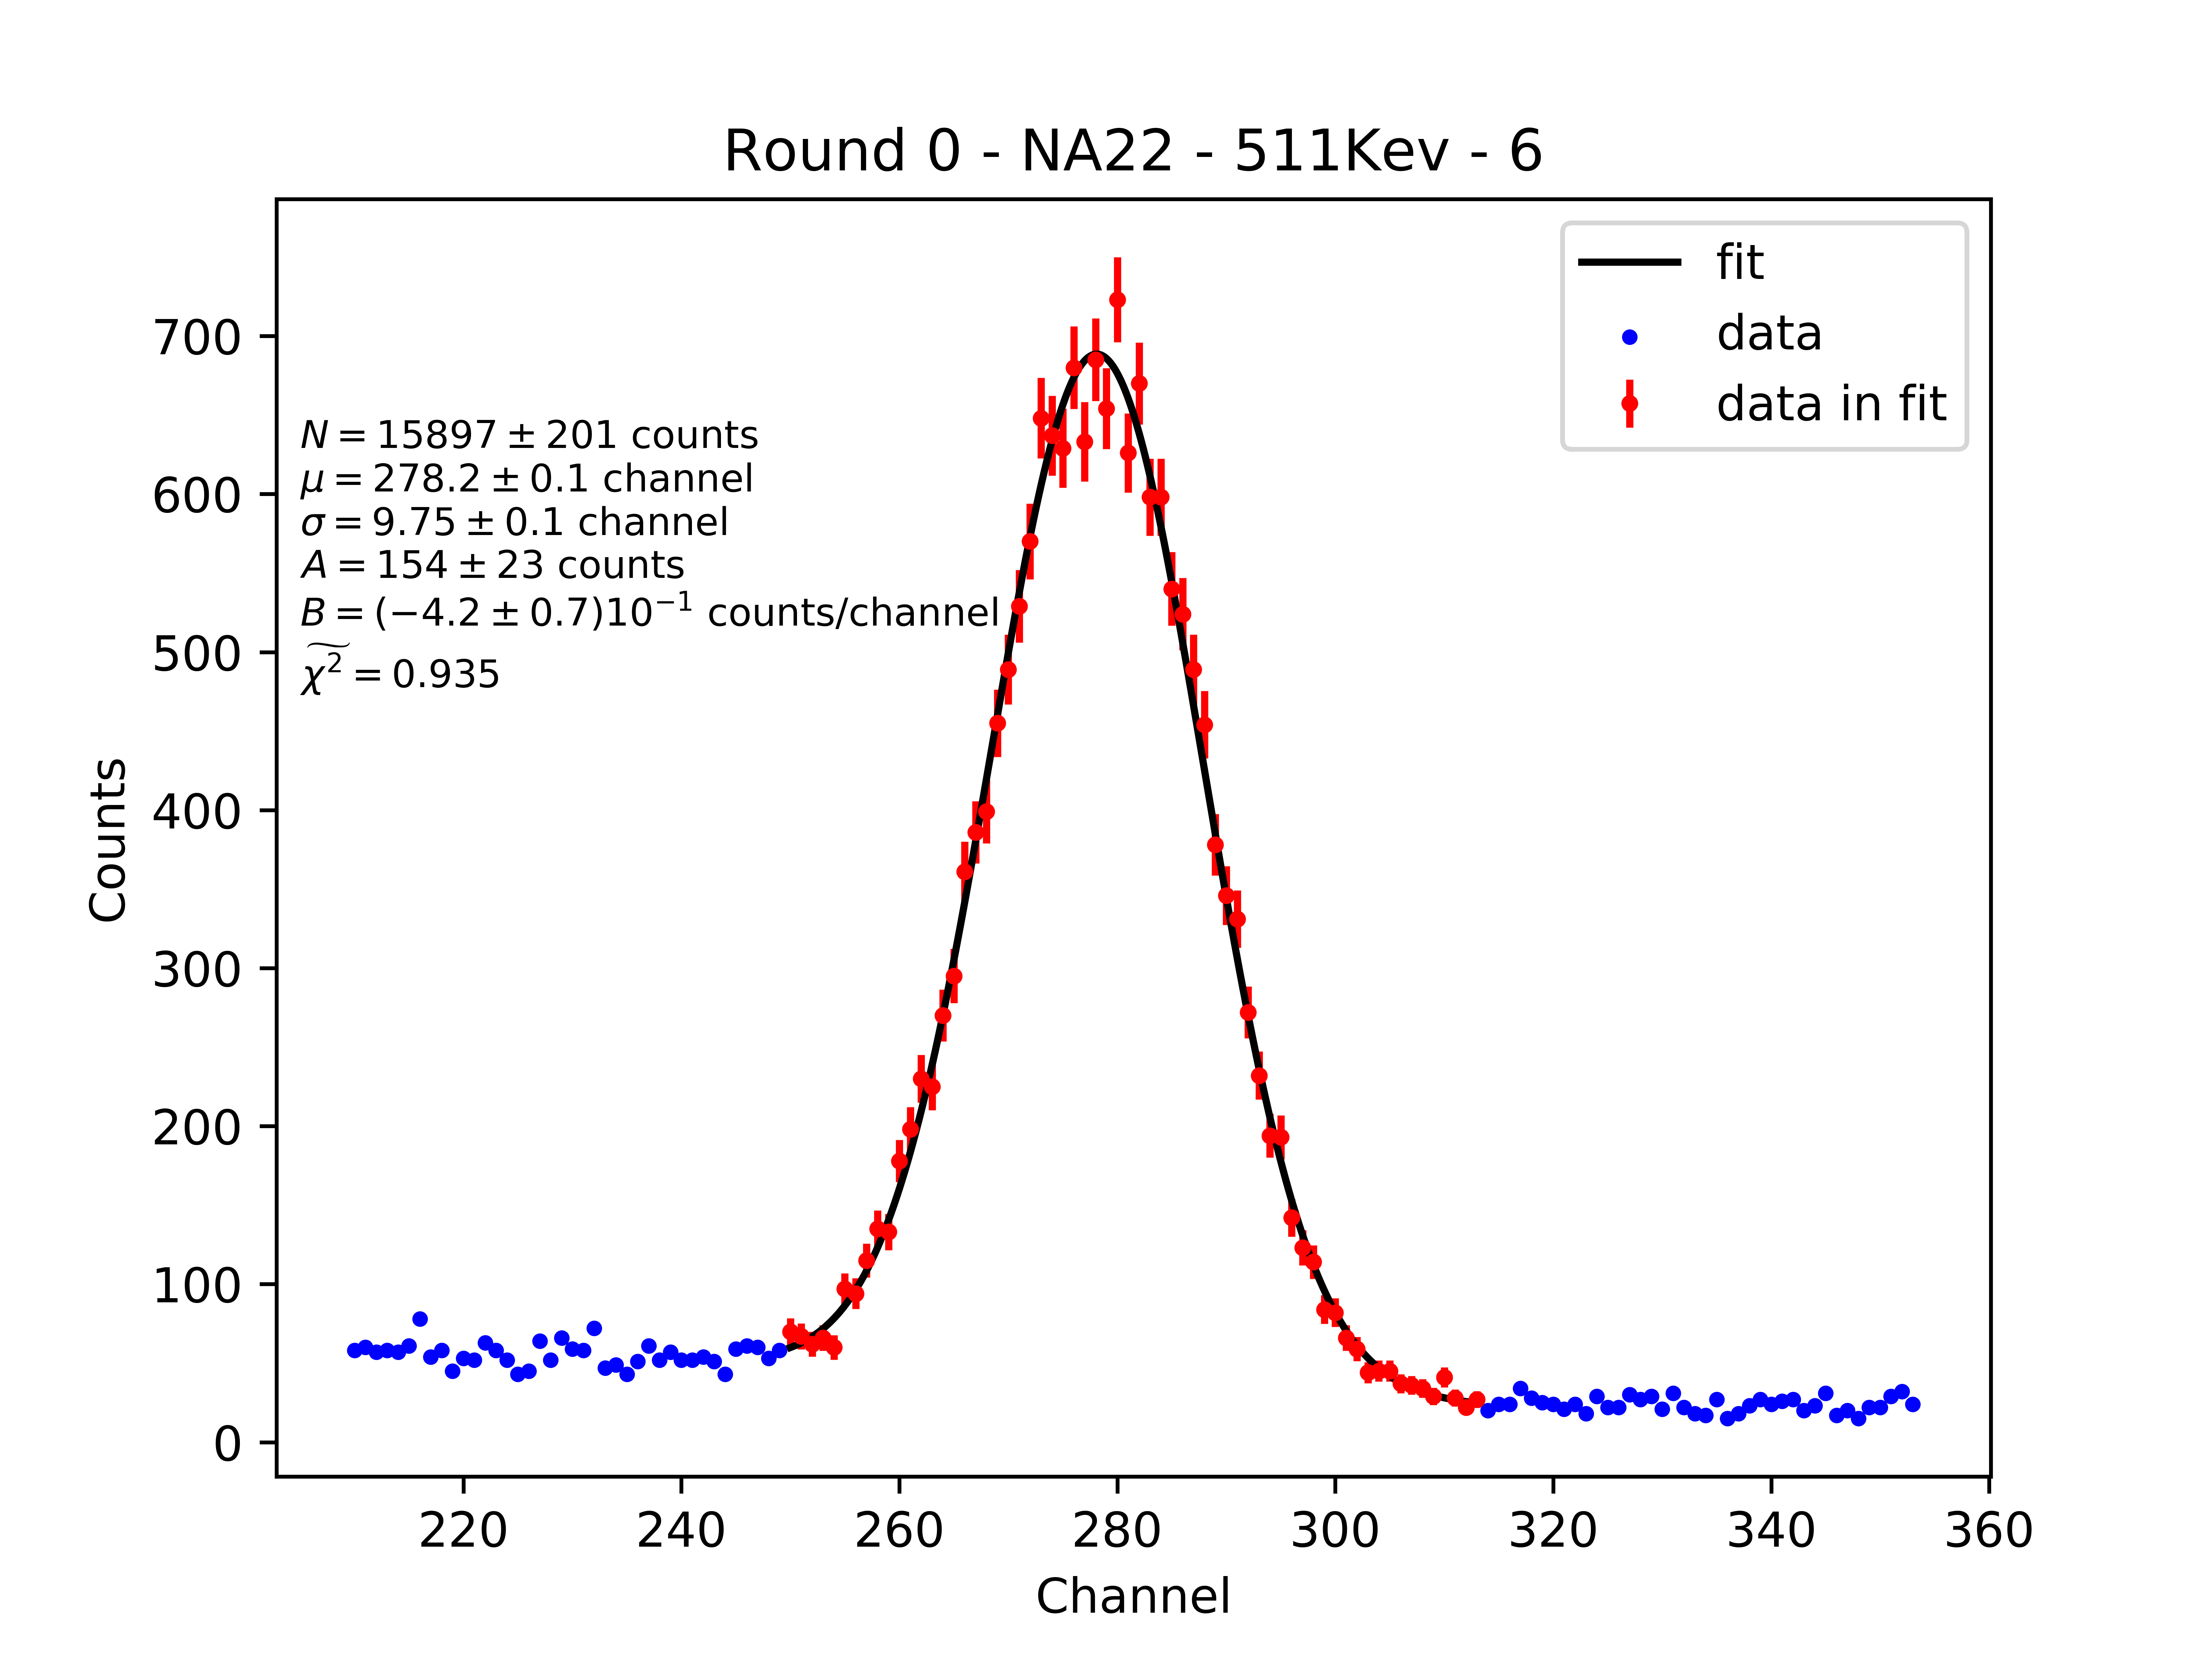 Round 0 - NA22 - 511Kev - 6
fit
data
data in fit
N = 15897 ± 201 counts
μ = 278.2 ± 0.1 channel
σ = 9.75 ± 0.1 channel
A = 154 ± 23 counts
B = (−4.2 ± 0.7)10⁻¹ counts/channel
χ̃² = 0.935
Counts
700
600
500
400
300
200
100
0
220 240 260 280 300 320 340 360
Channel